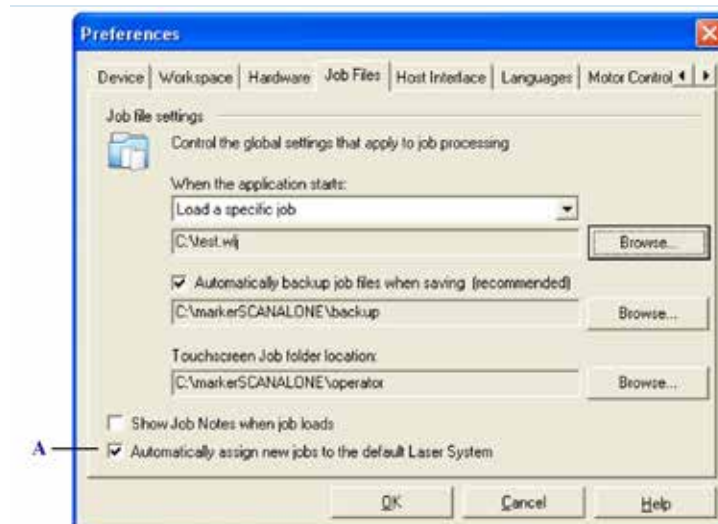 Preferences
Device Workspace Hardware Job Files Host Interface Languages Motor Control
Job file settings
Control the global settings that apply to job processing
When the application starts:
Load a specific job
C:\test.wlj Browse...
Automatically backup job files when saving (recommended)
C:\markerSCANALONE\backup Browse...
Touchscreen Job folder location:
C:\markerSCANALONE\operator Browse...
Show Job Notes when job loads
A Automatically assign new jobs to the default Laser System
OK Cancel Help